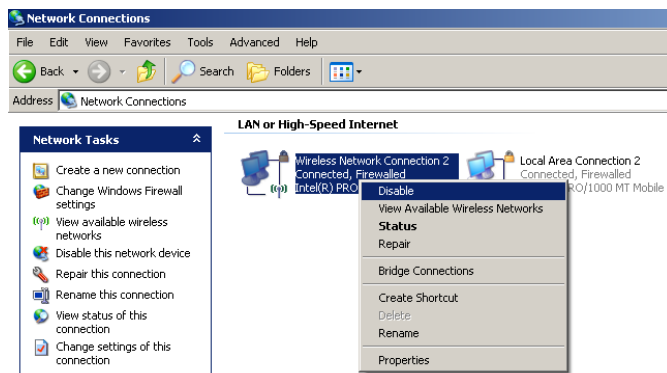 Network Connections
File Edit View Favorites Tools Advanced Help
Back Search Folders
Address Network Connections
Network Tasks
Create a new connection
Change Windows Firewall
settings
View available wireless
networks
Disable this network device
Repair this connection
Rename this connection
View status of this
connection
Change settings of this
connection
LAN or High-Speed Internet
Wireless Network Connection 2
Connected, Firewalled
Intel(R) PRO
Local Area Connection 2
Connected, Firewalled
RO/1000 MT Mobile
Disable
View Available Wireless Networks
Status
Repair
Bridge Connections
Create Shortcut
Delete
Rename
Properties